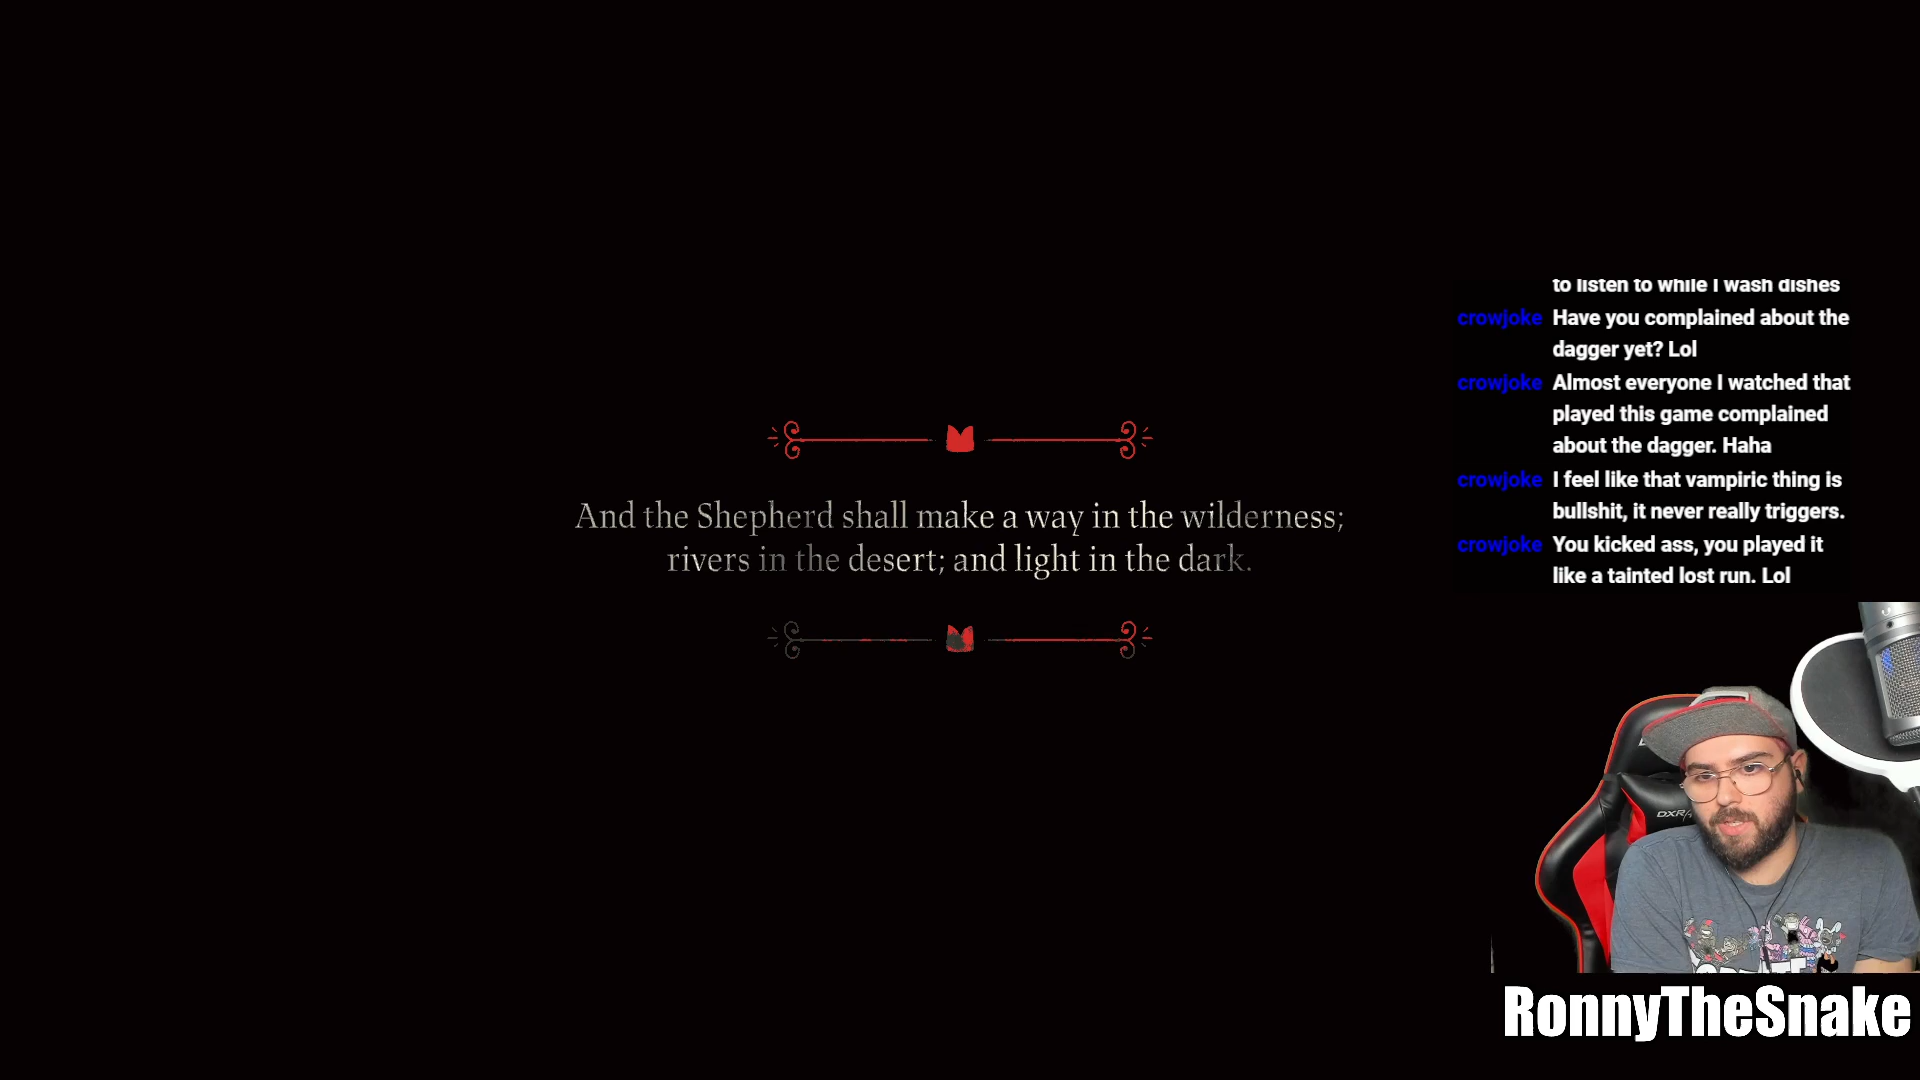 And the Shepherd shall make a way in the wilderness;
rivers in the desert; and light in the dark.
to listen to while I wash dishes
crowjoke Have you complained about the
dagger yet? Lol
crowjoke Almost everyone I watched that
played this game complained
about the dagger. Haha
crowjoke I feel like that vampiric thing is
bullshit, it never really triggers.
crowjoke You kicked ass, you played it
like a tainted lost run. Lol
RonnyTheSnake